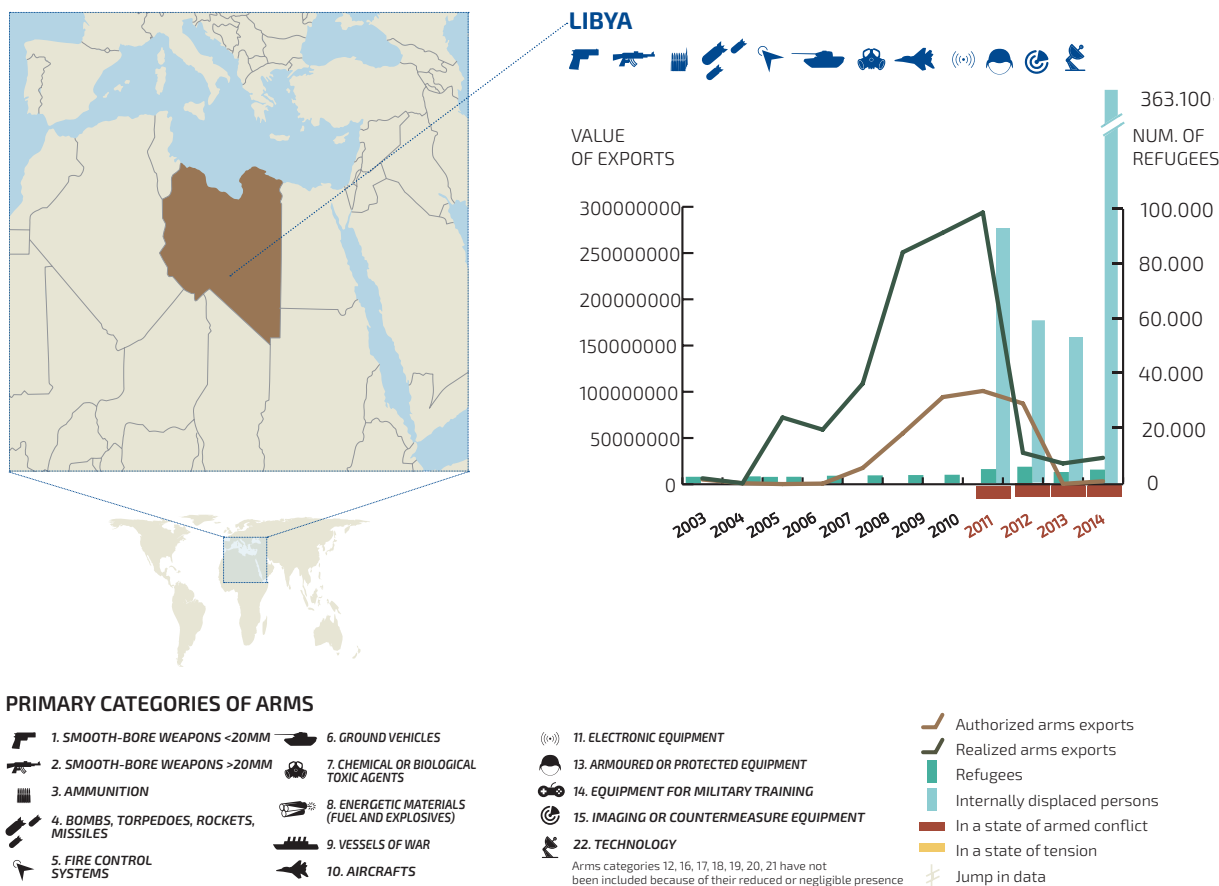 LIBYA
363.100
VALUE
OF EXPORTS
NUM. OF
REFUGEES
300000000
250000000
200000000
150000000
100000000
50000000
0
100.000
80.000
60.000
40.000
20.000
0
2003
2004
2005
2006
2007
2008
2009
2010
2011
2012
2013
2014
PRIMARY CATEGORIES OF ARMS
1. SMOOTH-BORE WEAPONS <20MM
2. SMOOTH-BORE WEAPONS >20MM
3. AMMUNITION
4. BOMBS, TORPEDOES, ROCKETS,
MISSILES
5. FIRE CONTROL
SYSTEMS
6. GROUND VEHICLES
7. CHEMICAL OR BIOLOGICAL
TOXIC AGENTS
8. ENERGETIC MATERIALS
(FUEL AND EXPLOSIVES)
9. VESSELS OF WAR
10. AIRCRAFTS
11. ELECTRONIC EQUIPMENT
13. ARMOURED OR PROTECTED EQUIPMENT
14. EQUIPMENT FOR MILITARY TRAINING
15. IMAGING OR COUNTERMEASURE EQUIPMENT
22. TECHNOLOGY
Arms categories 12, 16, 17, 18, 19, 20, 21 have not
been included because of their reduced or negligible presence
Authorized arms exports
Realized arms exports
Refugees
Internally displaced persons
In a state of armed conflict
In a state of tension
Jump in data